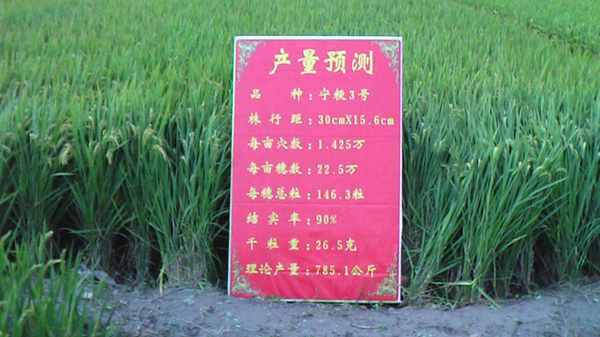 产量预测
品 种：宁粳3号
株 行 距：30cmX15.6cm
每亩穴数：1.425万
每亩穗数：22.5万
每穗总粒：146.3粒
结实率：90%
千粒重：26.5克
理论产量：785.1公斤